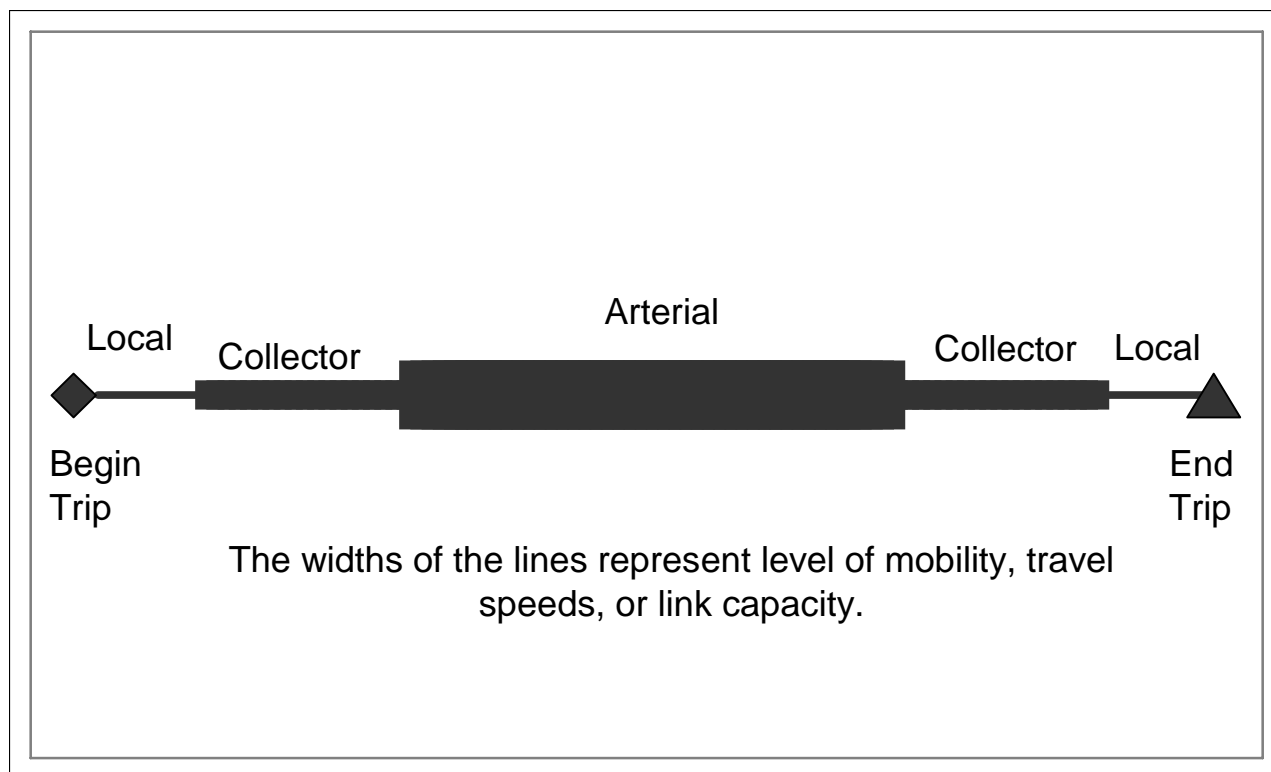 Arterial
Local
Collector
Collector
Local
Begin
Trip
End
Trip
The widths of the lines represent level of mobility, travel
speeds, or link capacity.